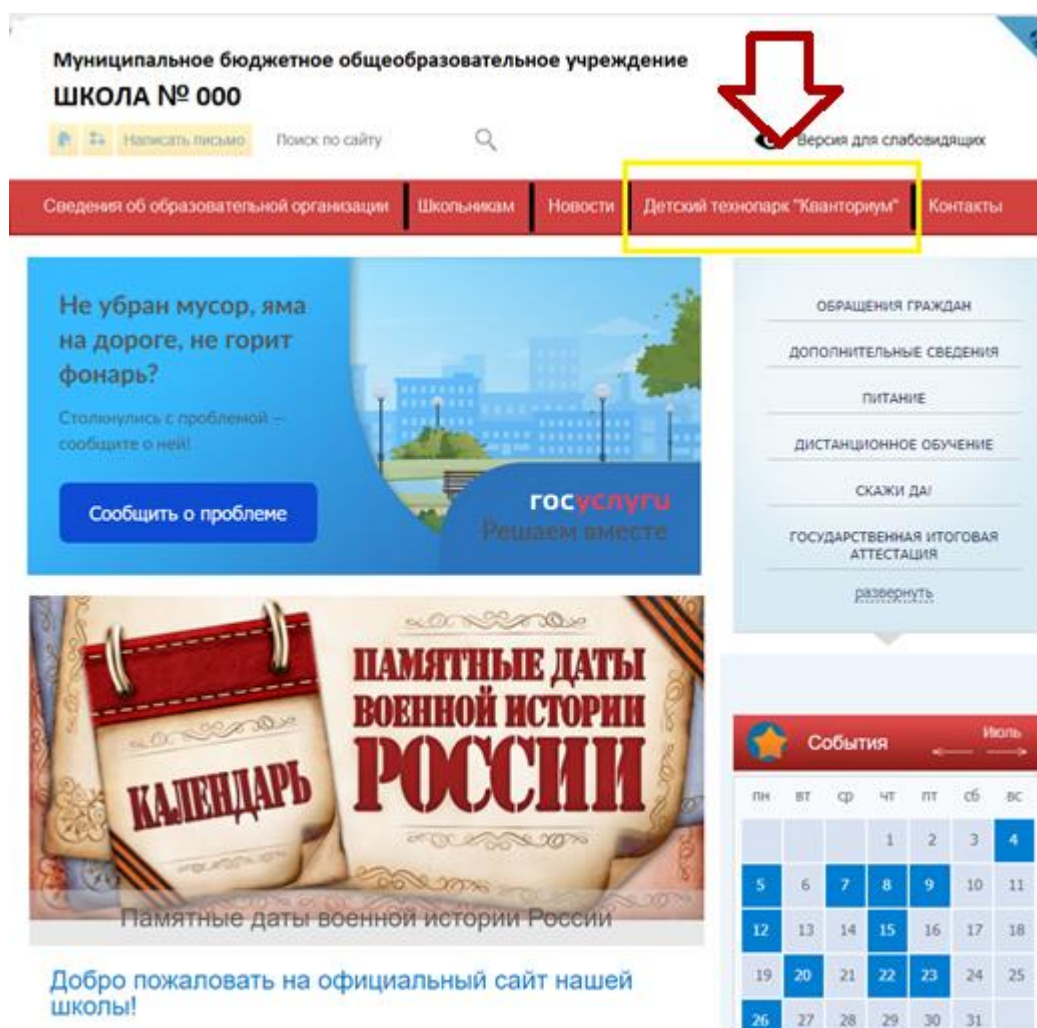 Муниципальное бюджетное общеобразовательное учреждение
ШКОЛА № 000
Написать письмо Поиск по сайту
Версия для слабовидящих
Сведения об образовательной организации Школьникам Новости Детский технопарк "Кванториум" Контакты
Не убран мусор, яма
на дороге, не горит
фонарь?
Столкнулись с проблемой –
сообщите о ней!
Сообщить о проблеме
госуслуги
Решаем вместе
ОБРАЩЕНИЯ ГРАЖДАН
ДОПОЛНИТЕЛЬНЫЕ СВЕДЕНИЯ
ПИТАНИЕ
ДИСТАНЦИОННОЕ ОБУЧЕНИЕ
СКАЖИ ДА!
ГОСУДАРСТВЕННАЯ ИТОГОВАЯ
АТТЕСТАЦИЯ
развернуть
КАЛЕНДАРЬ
ПАМЯТНЫЕ ДАТЫ
ВОЕННОЙ ИСТОРИИ
РОССИИ
Памятные даты военной истории России
Добро пожаловать на официальный сайт нашей
школы!
События Июль
пн вт ср чт пт сб вс
1 2 3 4
5 6 7 8 9 10 11
12 13 14 15 16 17 18
19 20 21 22 23 24 25
26 27 28 29 30 31